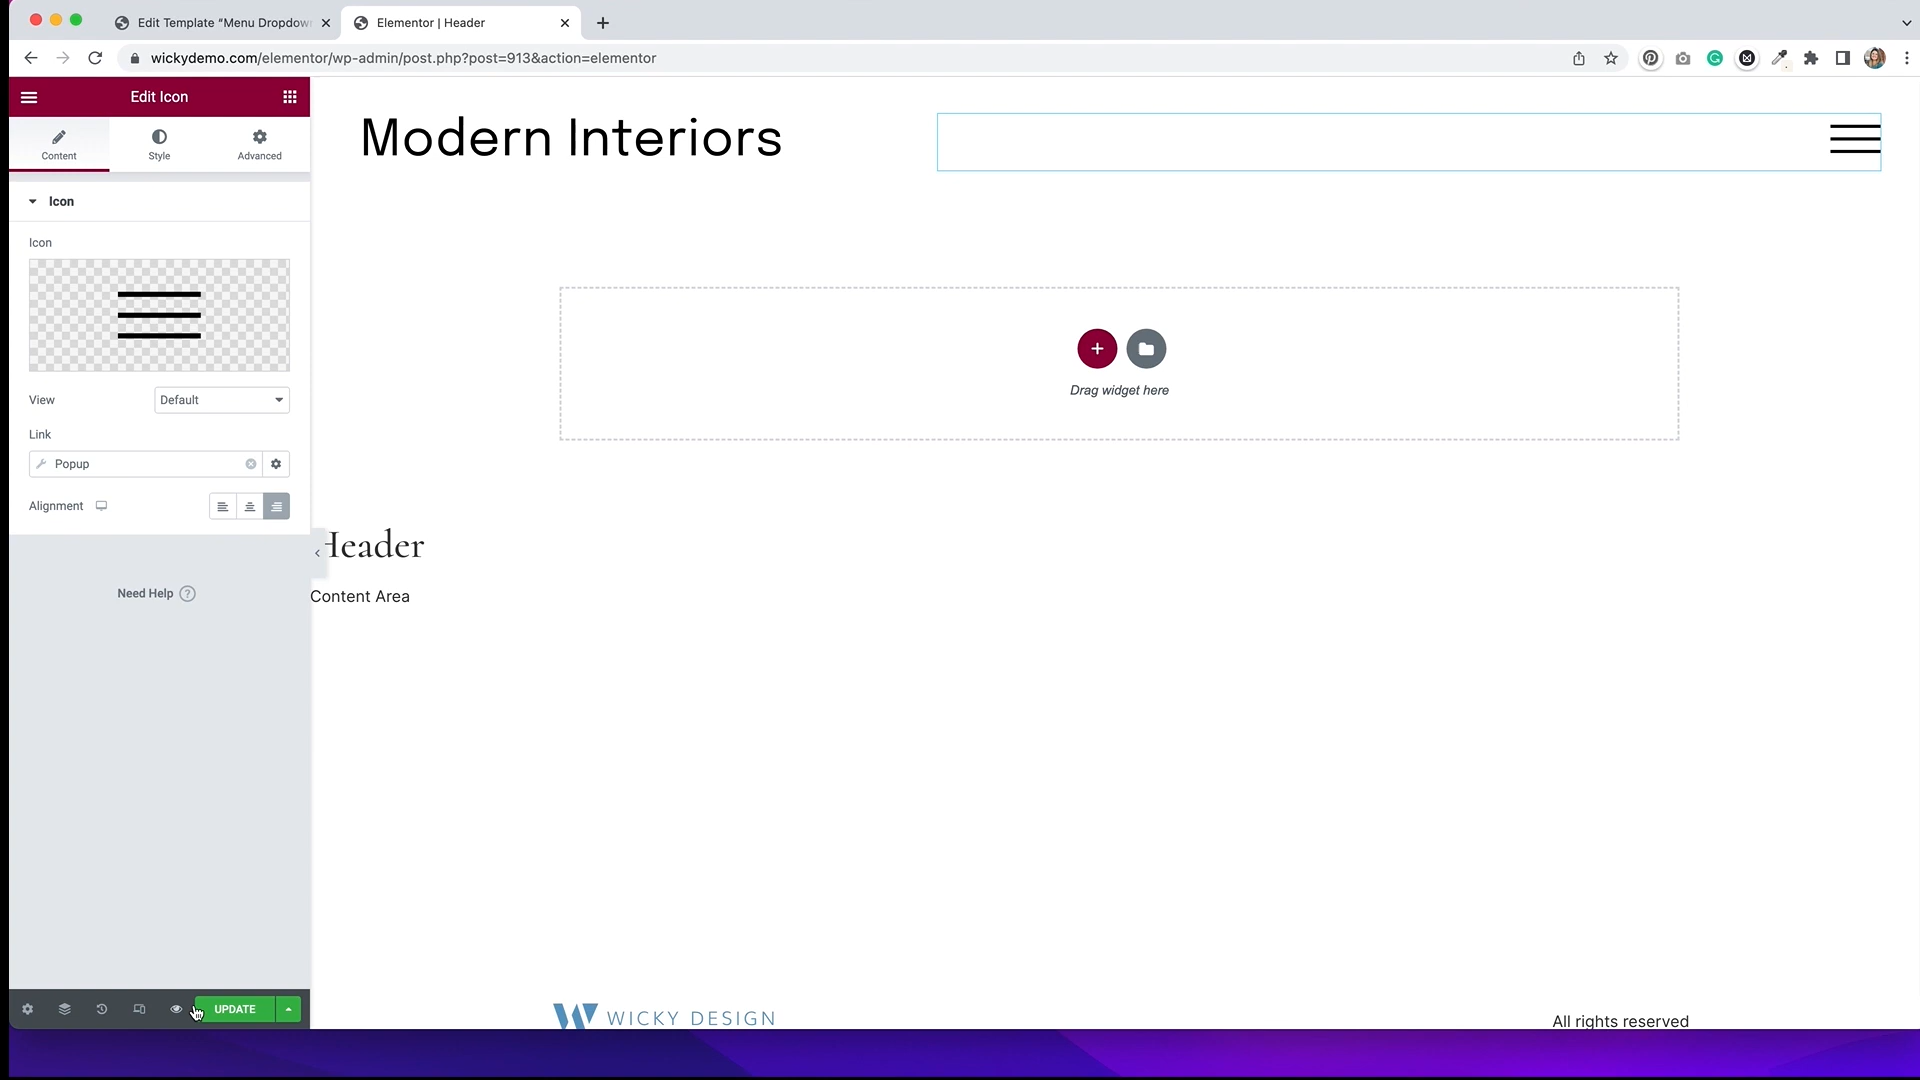 Edit Template “Menu Dropdow
Elementor | Header
wickydemo.com/elementor/wp-admin/post.php?post=913&action=elementor
Edit Icon
Content
Style
Advanced
Icon
Icon
View
Default
Link
Popup
Alignment
Need Help
UPDATE
Modern Interiors
Drag widget here
Header
Content Area
WICKY DESIGN
All rights reserved